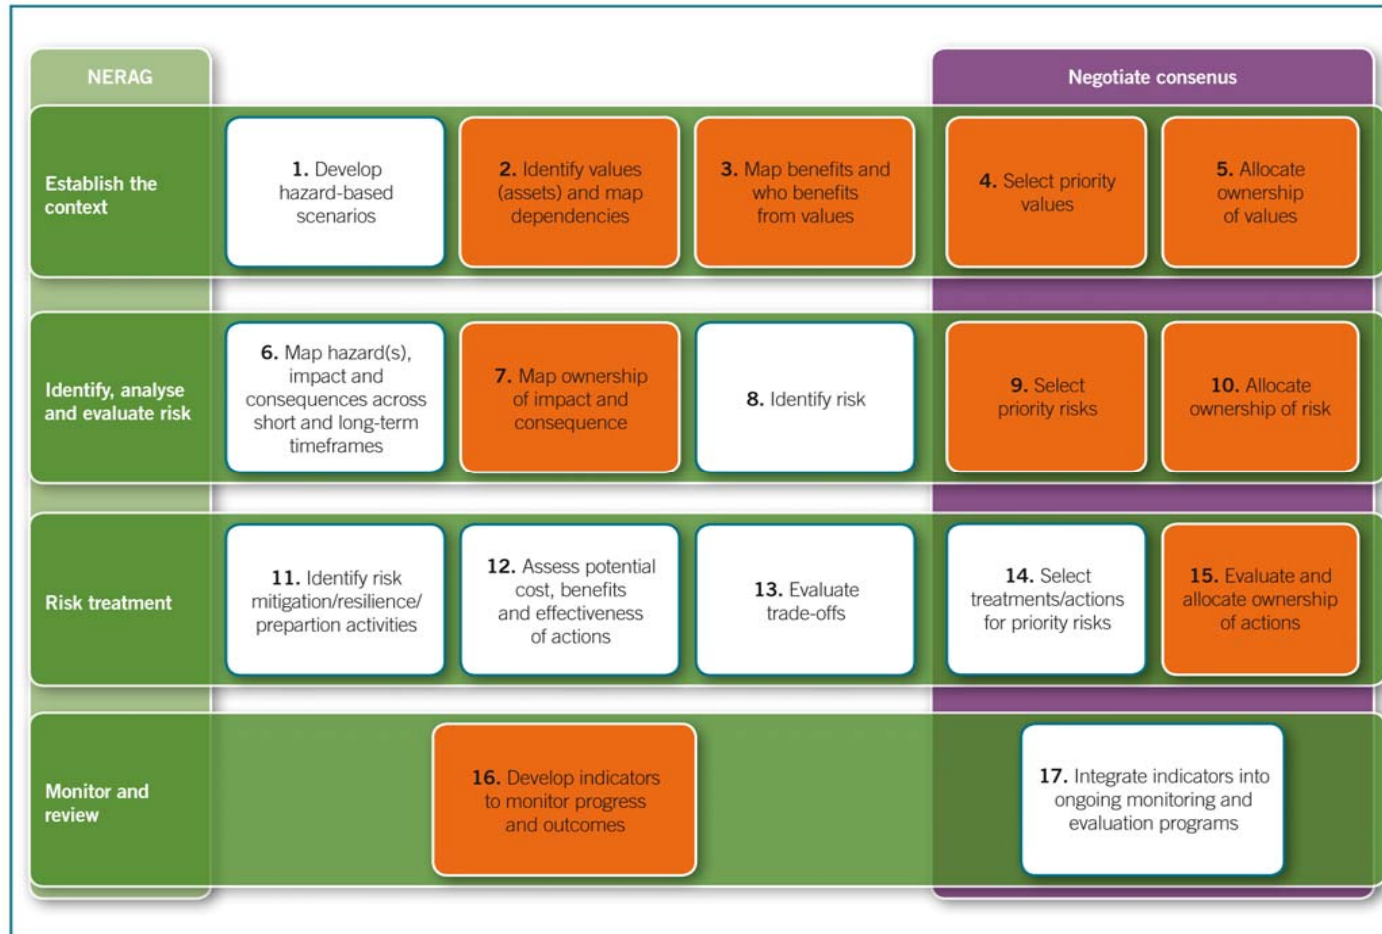 NERAG
Negotiate consenus
Establish the
context
1. Develop
hazard-based
scenarios
2. Identify values
(assets) and map
dependencies
3. Map benefits and
who benefits
from values
4. Select priority
values
5. Allocate
ownership
of values
Identify, analyse
and evaluate risk
6. Map hazard(s),
impact and
consequences across
short and long-term
timeframes
7. Map ownership
of impact and
consequence
8. Identify risk
9. Select
priority risks
10. Allocate
ownership of risk
Risk treatment
11. Identify risk
mitigation/resilience/
prepartion activities
12. Assess potential
cost, benefits
and effectiveness
of actions
13. Evaluate
trade-offs
14. Select
treatments/actions
for priority risks
15. Evaluate and
allocate ownership
of actions
Monitor and
review
16. Develop indicators
to monitor progress
and outcomes
17. Integrate indicators into
ongoing monitoring and
evaluation programs